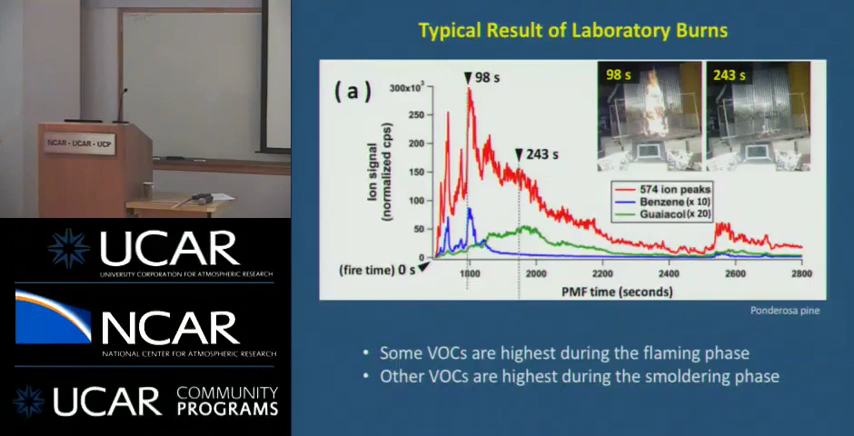 Typical Result of Laboratory Burns
NCAR - UCAR - UCP
UCAR
UNIVERSITY CORPORATION FOR ATMOSPHERIC RESEARCH
NCAR
NATIONAL CENTER FOR ATMOSPHERIC RESEARCH
UCAR COMMUNITY
PROGRAMS
(a)
300x10³
250
200
150
100
50
0
Ion signal
(normalized cps)
98 s
243 s
98 s
243 s
574 ion peaks
Benzene (x 10)
Guaiacol (x 20)
(fire time) 0 s
1800
2000
2200
2400
2600
2800
PMF time (seconds)
Ponderosa pine
• Some VOCs are highest during the flaming phase
• Other VOCs are highest during the smoldering phase